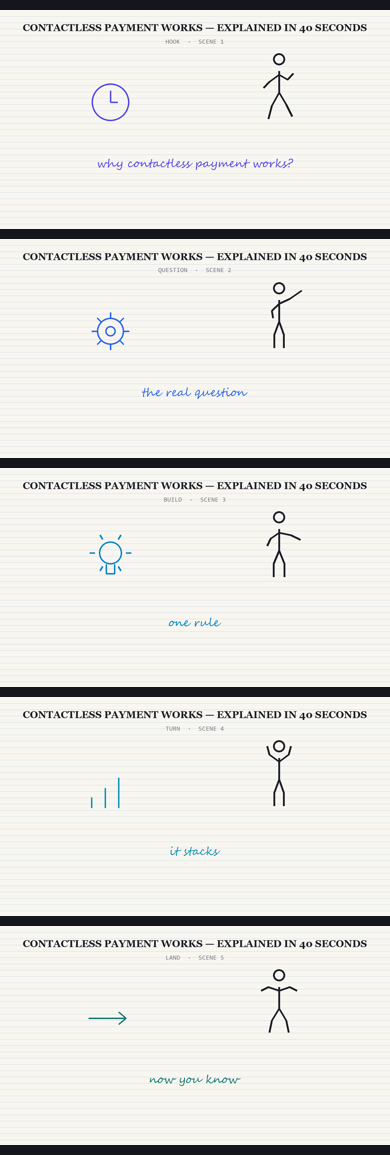 CONTACTLESS PAYMENT WORKS — EXPLAINED IN 40 SECONDS
HOOK - SCENE 1
why contactless payment works?
CONTACTLESS PAYMENT WORKS — EXPLAINED IN 40 SECONDS
QUESTION - SCENE 2
the real question
CONTACTLESS PAYMENT WORKS — EXPLAINED IN 40 SECONDS
BUILD - SCENE 3
one rule
CONTACTLESS PAYMENT WORKS — EXPLAINED IN 40 SECONDS
TURN - SCENE 4
it stacks
CONTACTLESS PAYMENT WORKS — EXPLAINED IN 40 SECONDS
LAND - SCENE 5
now you know